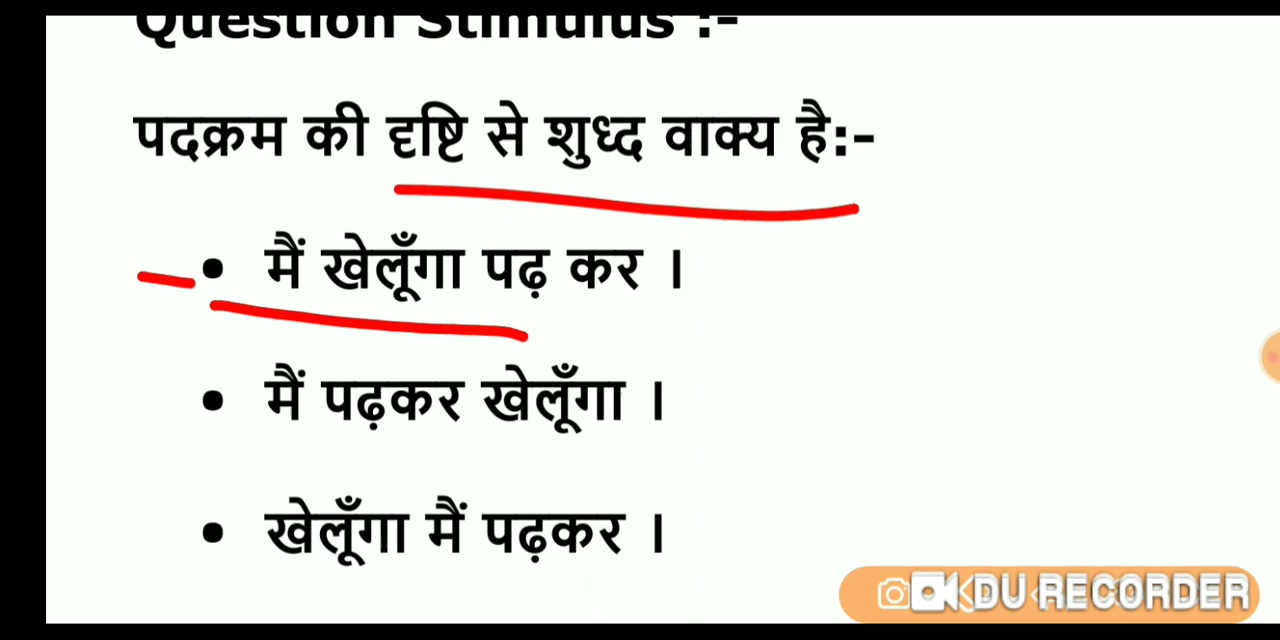 Question Stimulus :-
पदक्रम की दृष्टि से शुध्द वाक्य है:-
• मैं खेलूँगा पढ़ कर ।
• मैं पढ़कर खेलूँगा ।
• खेलूँगा मैं पढ़कर ।
DU RECORDER